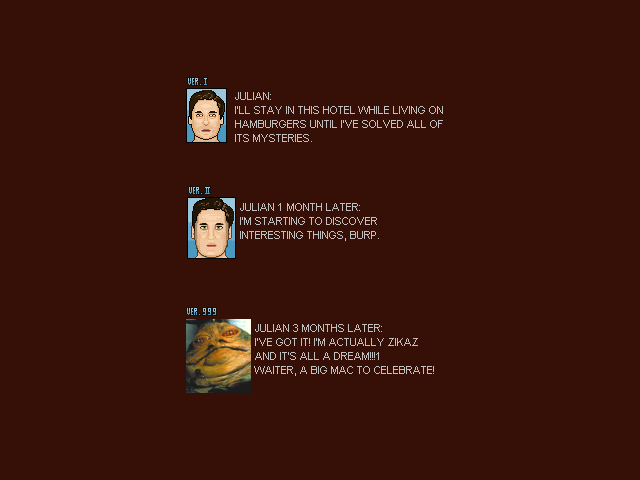 VER. I
JULIAN:
I'LL STAY IN THIS HOTEL WHILE LIVING ON
HAMBURGERS UNTIL I'VE SOLVED ALL OF
ITS MYSTERIES.
VER. II
JULIAN 1 MONTH LATER:
I'M STARTING TO DISCOVER
INTERESTING THINGS, BURP.
VER. 999
JULIAN 3 MONTHS LATER:
I'VE GOT IT! I'M ACTUALLY ZIKAZ
AND IT'S ALL A DREAM!!!1
WAITER, A BIG MAC TO CELEBRATE!